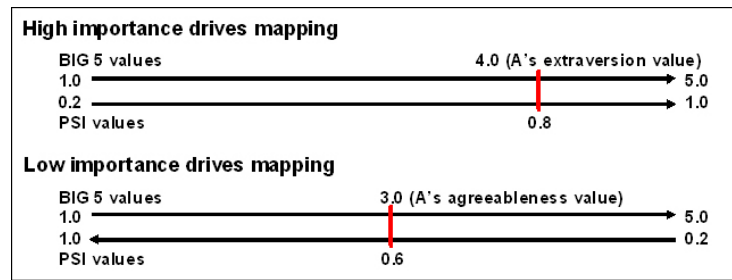 High importance drives mapping
BIG 5 values 4.0 (A's extraversion value)
1.0 5.0
0.2 1.0
PSI values 0.8
Low importance drives mapping
BIG 5 values 3.0 (A's agreeableness value)
1.0 5.0
1.0 0.2
PSI values 0.6